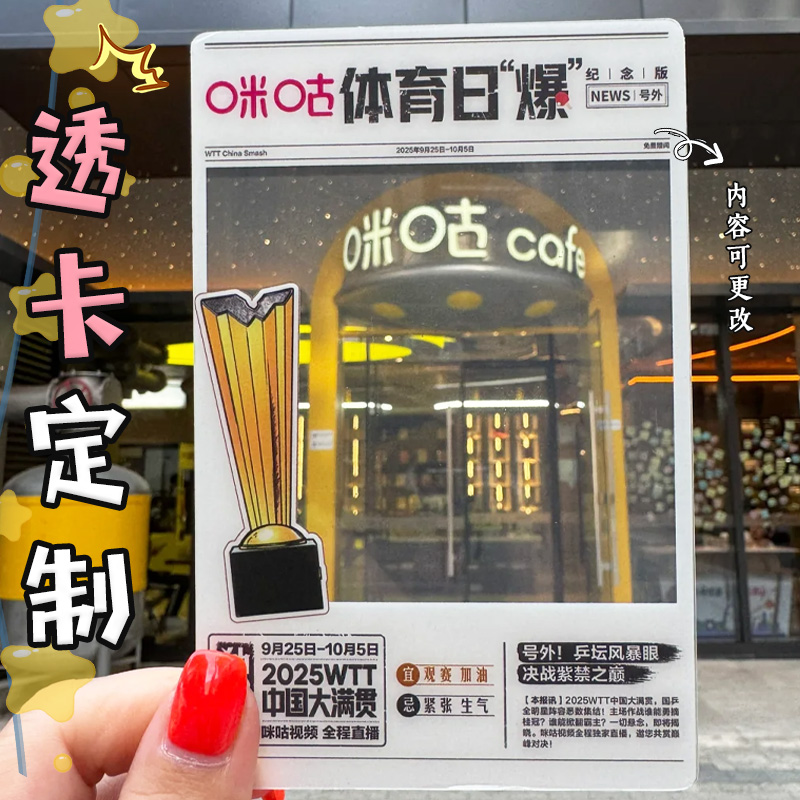 透卡定制
内容可更改
咪咕体育日“爆”
纪念版
NEWS 号外
WTT China Smash
2025年9月25日-10月5日
免费赠阅
咪咕 cafe
9月25日-10月5日
2025WTT
中国大满贯
咪咕视频 全程直播
宜 观赛 加油
忌 紧张 生气
号外！乒坛风暴眼
决战紫禁之巅
【本报讯】2025WTT中国大满贯，国乒
全明星阵容悉数集结！主场作战谁能勇摘
桂冠？谁能掀翻霸主？一切悬念，即将揭
晓。咪咕视频全程独家直播，邀您共赏巅
峰对决！